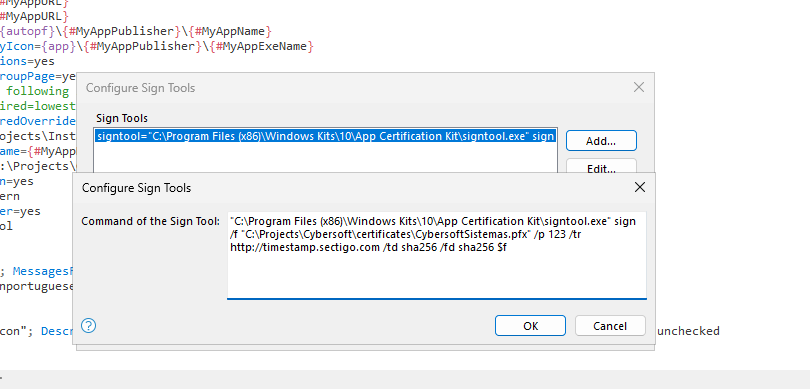 #MyAppURL}
#MyAppURL}
{autopf}\{#MyAppPublisher}\{#MyAppName}
yIcon={app}\{#MyAppPublisher}\{#MyAppExeName}
ions=yes
roupPage=ye
following
ired=lowest
redOverride
ojects\Inst
ame={#MyApp
:\Projects\
n=yes
ern
er=yes
ol
; MessagesF
nportuguese
con"; Descr
unchecked
Configure Sign Tools
Sign Tools
signtool="C:\Program Files (x86)\Windows Kits\10\App Certification Kit\signtool.exe" sign
Add...
Edit...
Configure Sign Tools
Command of the Sign Tool:
"C:\Program Files (x86)\Windows Kits\10\App Certification Kit\signtool.exe" sign
/f "C:\Projects\Cybersoft\certificates\CybersoftSistemas.pfx" /p 123 /tr
http://timestamp.sectigo.com /td sha256 /fd sha256 $f
?
OK
Cancel